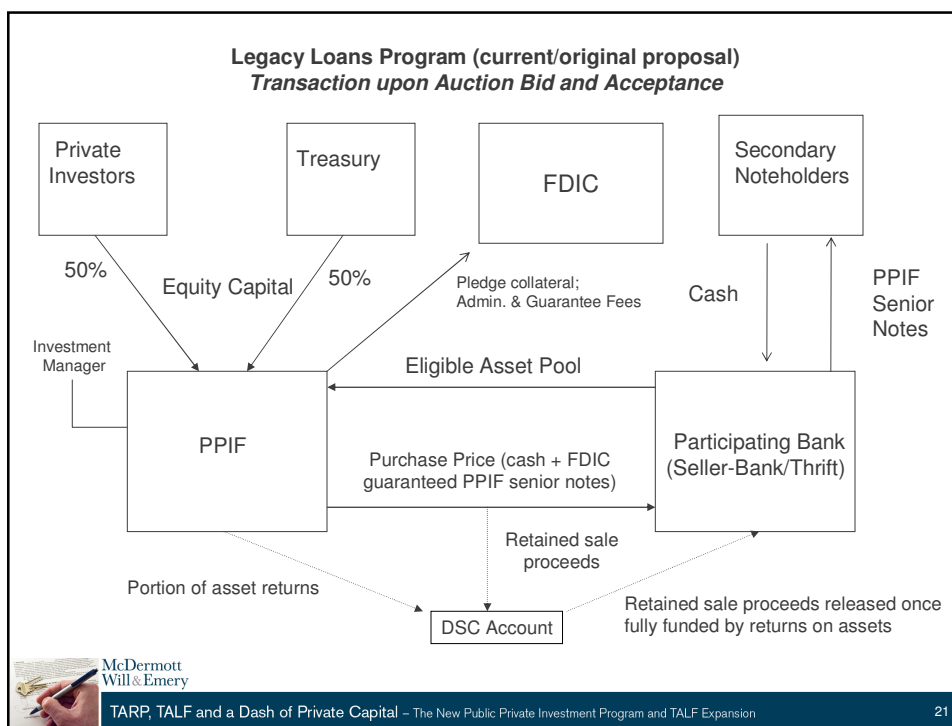 Legacy Loans Program (current/original proposal)
Transaction upon Auction Bid and Acceptance
Private
Investors
Treasury
FDIC
Secondary
Noteholders
50%
Equity Capital
50%
Pledge collateral;
Admin. & Guarantee Fees
Cash
PPIF
Senior
Notes
Investment
Manager
Eligible Asset Pool
PPIF
Participating Bank
(Seller-Bank/Thrift)
Purchase Price (cash + FDIC
guaranteed PPIF senior notes)
Retained sale
proceeds
Portion of asset returns
DSC Account
Retained sale proceeds released once
fully funded by returns on assets
McDermott
Will & Emery
TARP, TALF and a Dash of Private Capital – The New Public Private Investment Program and TALF Expansion
21